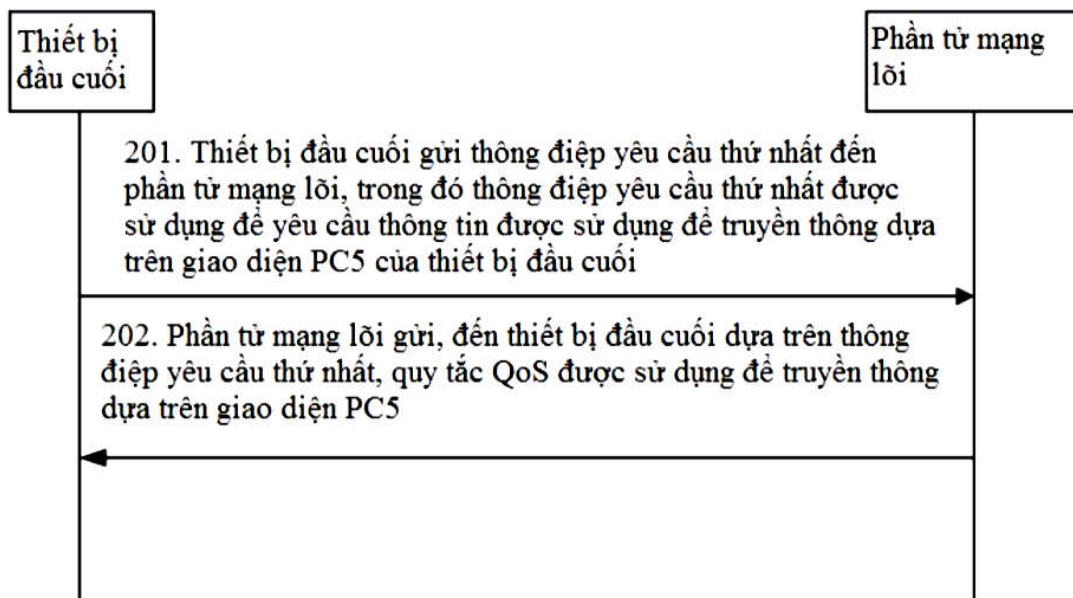 Thiết bị
đầu cuối
Phần tử mạng
lõi
201. Thiết bị đầu cuối gửi thông điệp yêu cầu thứ nhất đến
phần tử mạng lõi, trong đó thông điệp yêu cầu thứ nhất được
sử dụng để yêu cầu thông tin được sử dụng để truyền thông dựa
trên giao diện PC5 của thiết bị đầu cuối
202. Phần tử mạng lõi gửi, đến thiết bị đầu cuối dựa trên thông
điệp yêu cầu thứ nhất, quy tắc QoS được sử dụng để truyền thông
dựa trên giao diện PC5